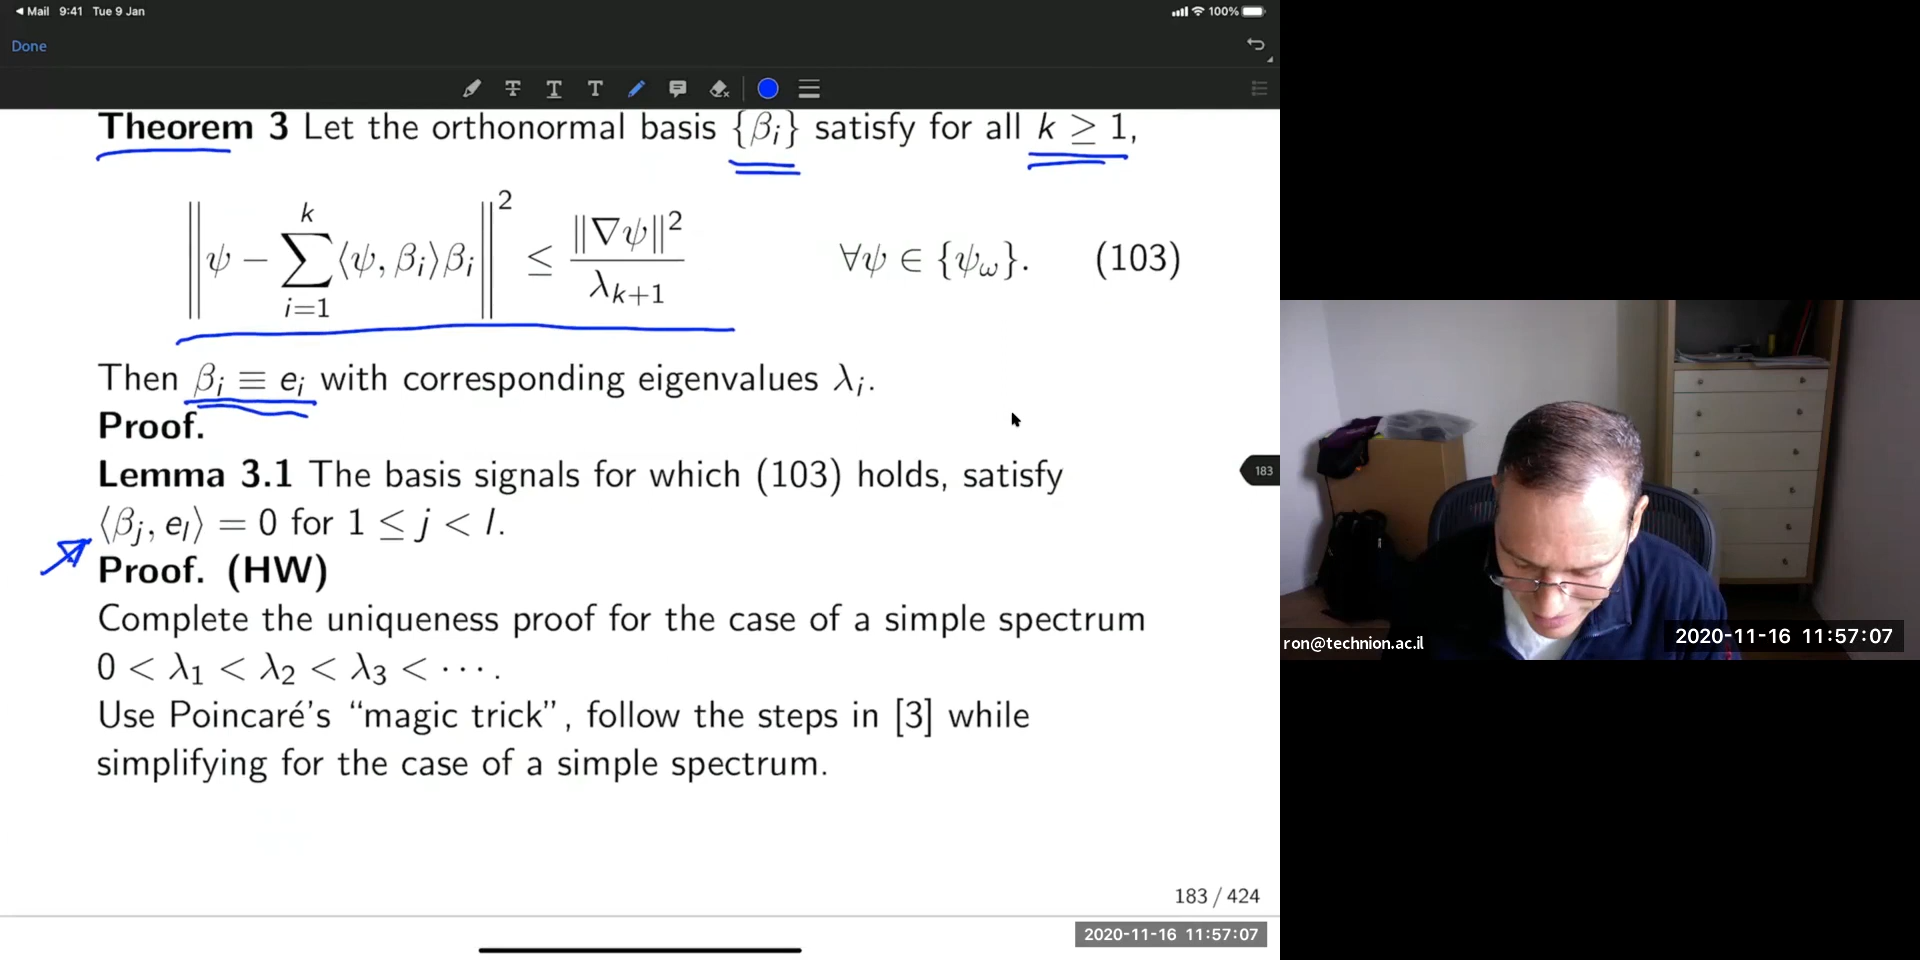 Mail 9:41 Tue 9 Jan
100%
Done
Theorem 3 Let the orthonormal basis {βᵢ} satisfy for all k ≥ 1,
‖ψ − ∑_{i=1}^{k} ⟨ψ, βᵢ⟩βᵢ‖² ≤ ‖∇ψ‖² / λ_{k+1} ∀ψ ∈ {ψ_ω}. (103)
Then βᵢ ≡ eᵢ with corresponding eigenvalues λᵢ.
Proof.
Lemma 3.1 The basis signals for which (103) holds, satisfy
⟨βⱼ, eₗ⟩ = 0 for 1 ≤ j < l.
Proof. (HW)
Complete the uniqueness proof for the case of a simple spectrum
0 < λ₁ < λ₂ < λ₃ < ⋯.
Use Poincaré's “magic trick”, follow the steps in [3] while
simplifying for the case of a simple spectrum.
183
183 / 424
2020-11-16 11:57:07
ron@technion.ac.il
2020-11-16 11:57:07